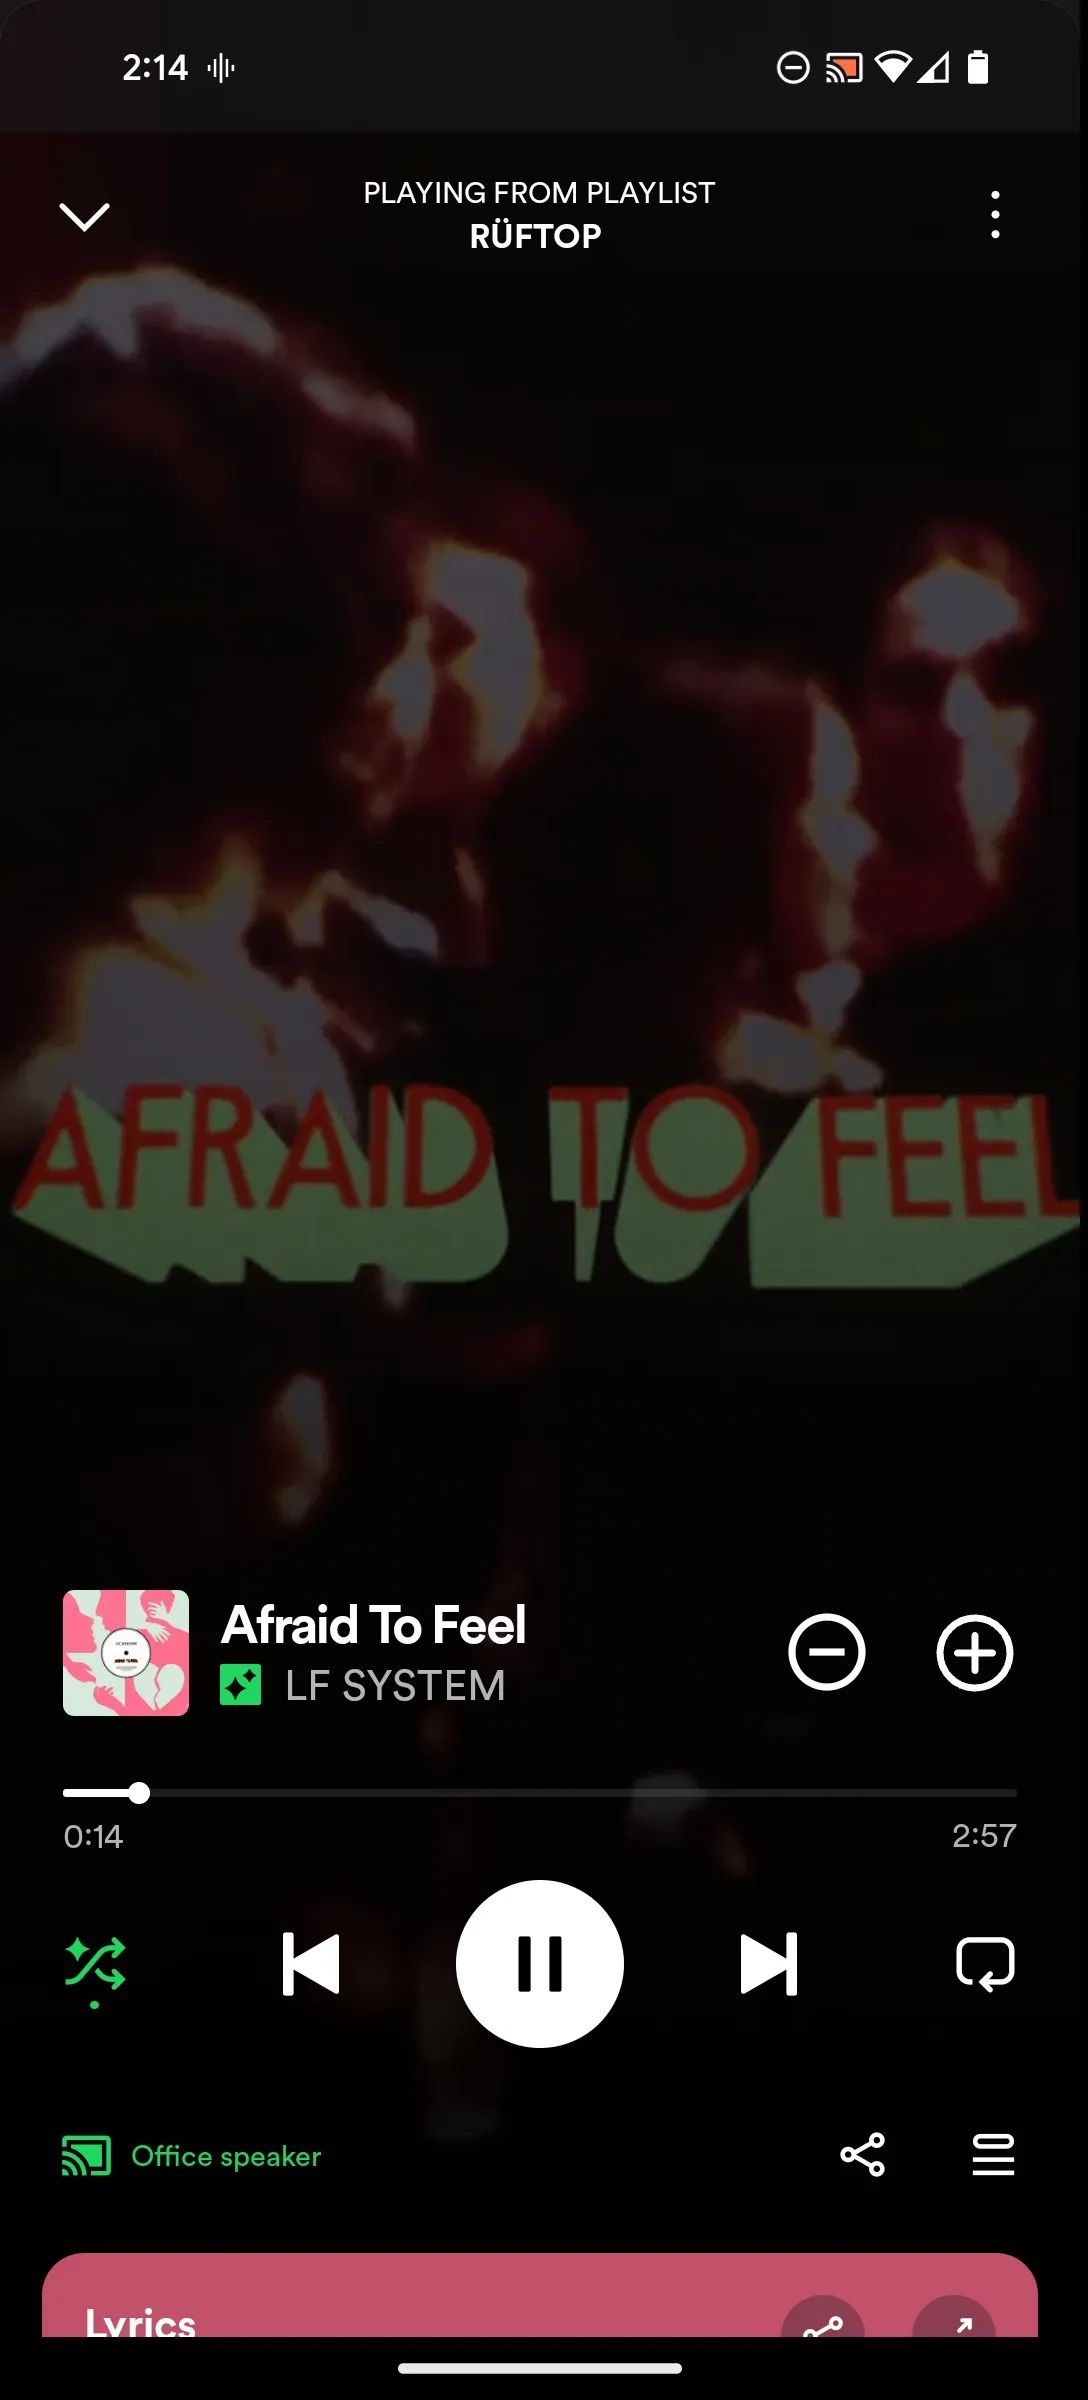 2:14
PLAYING FROM PLAYLIST
RÜFTOP
AFRAID TO FEEL
Afraid To Feel
LF SYSTEM
0:14
2:57
Office speaker
Lyrics